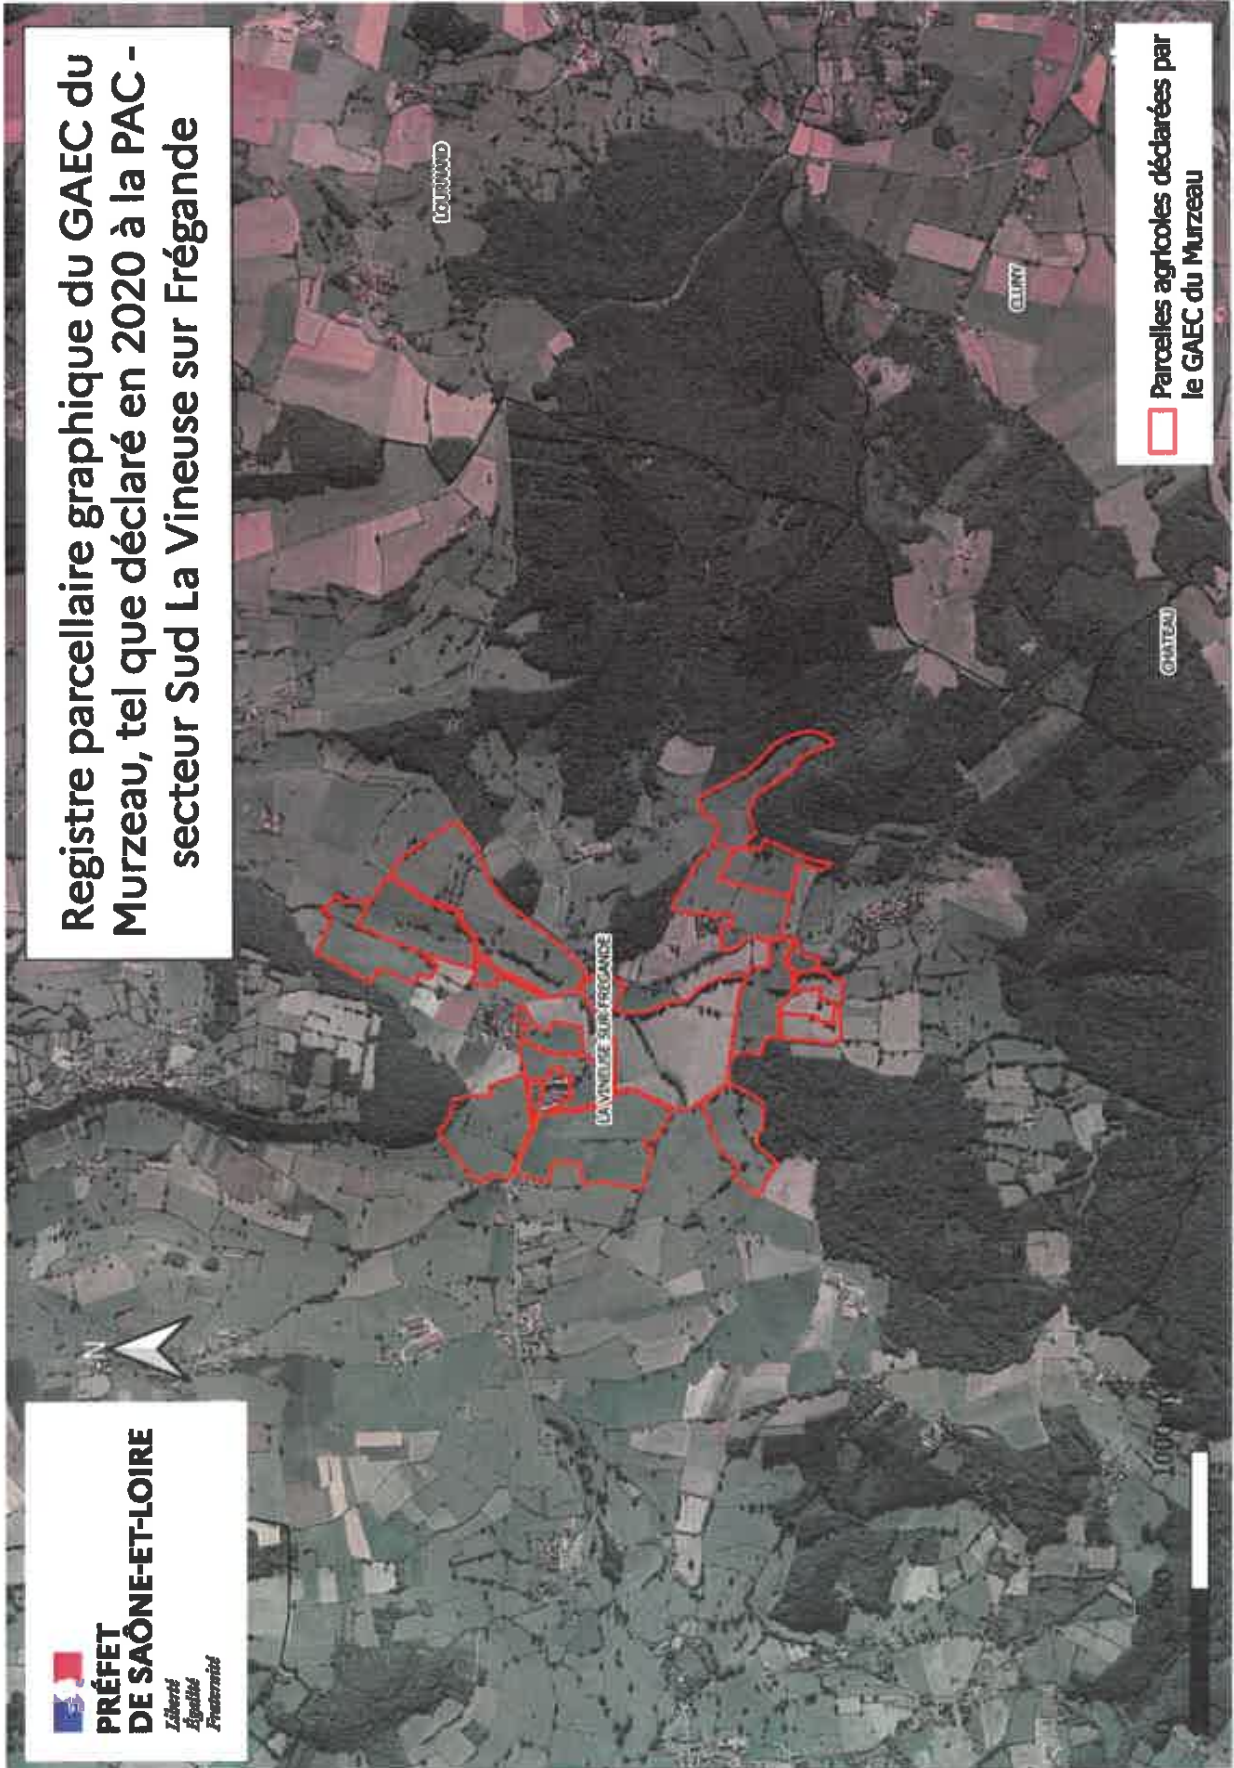 PRÉFET
DE SAÔNE-ET-LOIRE
Liberté
Égalité
Fraternité
N
Registre parcellaire graphique du GAEC du
Murzeau, tel que déclaré en 2020 à la PAC -
secteur Sud La Vineuse sur Frégande
LOURNAND
LA VINEUSE-SUR-FREGANDE
CLUNY
CHATEAU
Parcelles agricoles déclarées par
le GAEC du Murzeau